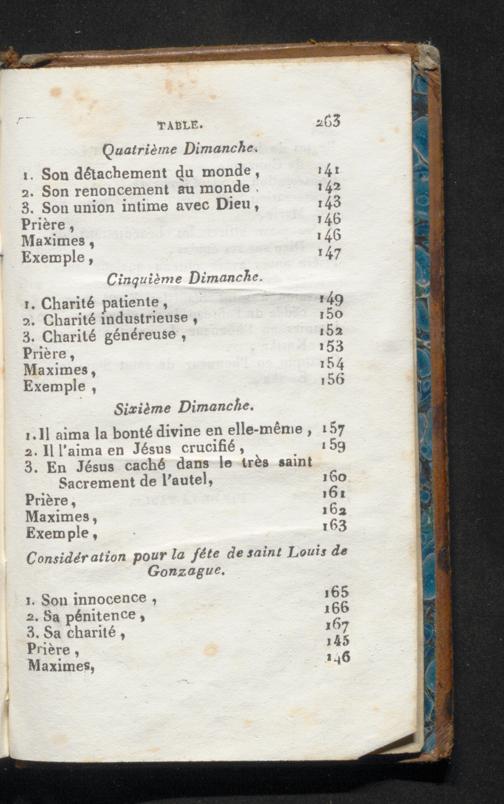 TABLE. 263
Quatrième Dimanche.
1. Son détachement du monde, 141
2. Son renoncement au monde. 142
3. Son union intime avec Dieu, 143
Prière, 146
Maximes, 146
Exemple, 147
Cinquième Dimanche.
1. Charité patiente, 149
2. Charité industrieuse, 150
3. Charité généreuse, 152
Prière, 153
Maximes, 154
Exemple, 156
Sixième Dimanche.
1. Il aima la bonté divine en elle-même, 157
2. Il l'aima en Jésus crucifié, 159
3. En Jésus caché dans le très saint
Sacrement de l'autel, 160
Prière, 161
Maximes, 162
Exemple, 163
Considération pour la féte de saint Louis de
Gonzague.
1. Son innocence, 165
2. Sa pénitence, 166
3. Sa charité, 167
Prière, 145
Maximes, 146